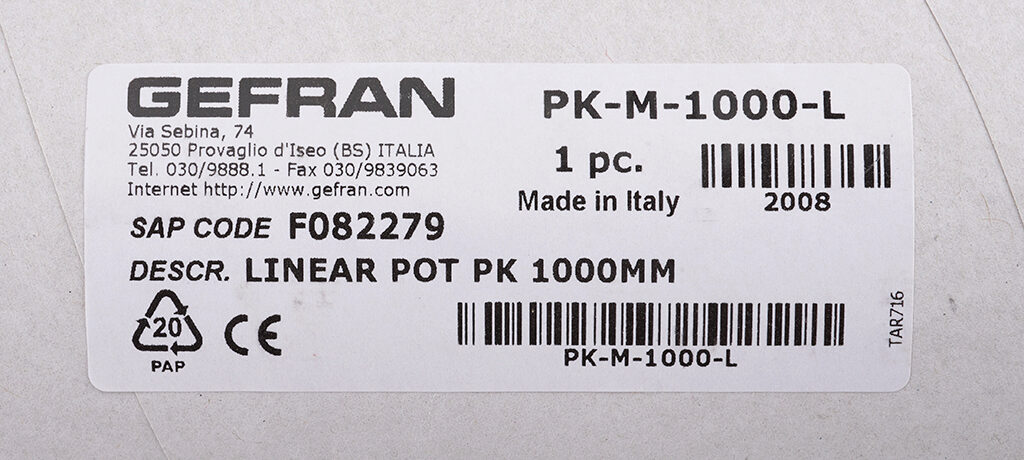 GEFRAN
Via Sebina, 74
25050 Provaglio d'Iseo (BS) ITALIA
Tel. 030/9888.1 - Fax 030/9839063
Internet http://www.gefran.com
PK-M-1000-L
1 pc.
Made in Italy
2008
SAP CODE F082279
DESCR. LINEAR POT PK 1000MM
20
PAP
CE
PK-M-1000-L
TAR716